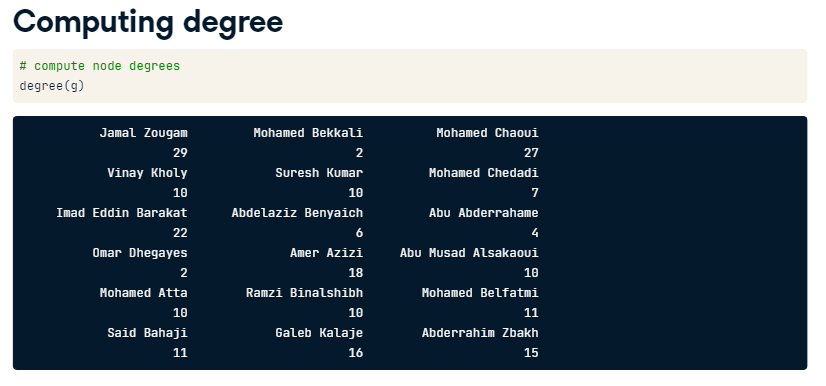 Computing degree
# compute node degrees
degree(g)
Jamal Zougam Mohamed Bekkali Mohamed Chaoui
29 2 27
Vinay Kholy Suresh Kumar Mohamed Chedadi
10 10 7
Imad Eddin Barakat Abdelaziz Benyaich Abu Abderrahame
22 6 4
Omar Dhegayes Amer Azizi Abu Musad Alsakaoui
2 18 10
Mohamed Atta Ramzi Binalshibh Mohamed Belfatmi
10 10 11
Said Bahaji Galeb Kalaje Abderrahim Zbakh
11 16 15